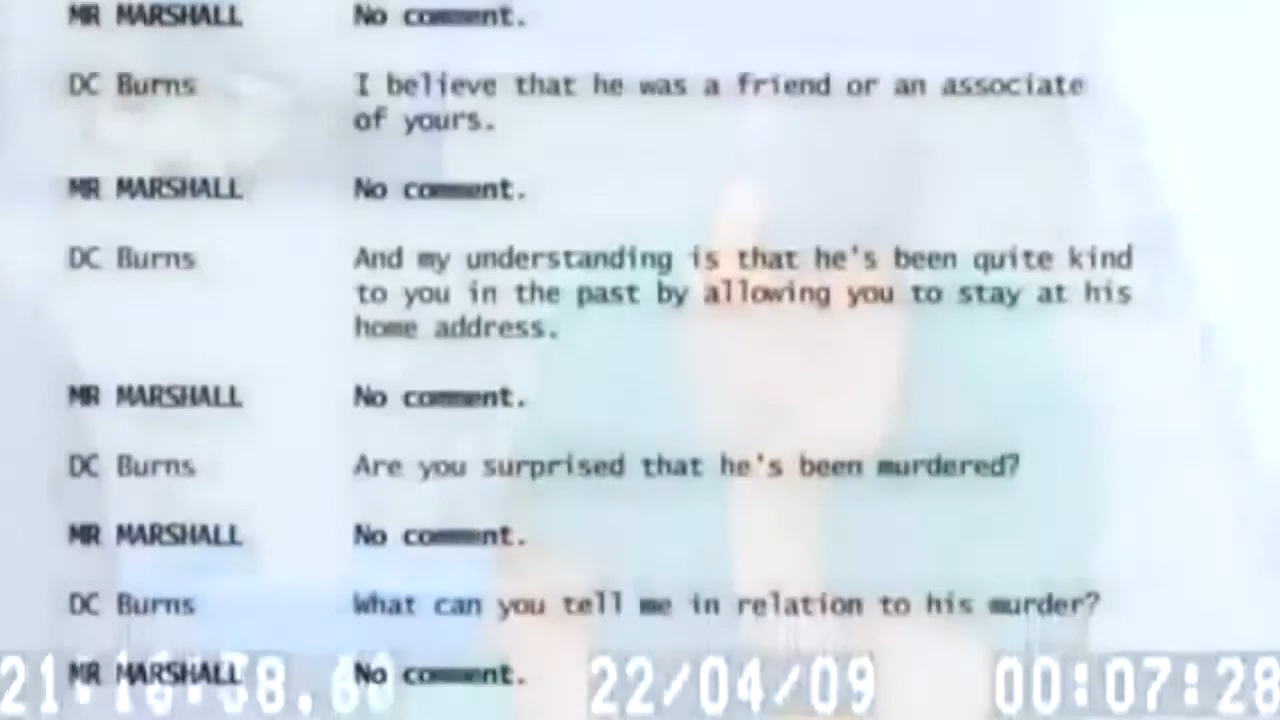 MR MARSHALL No comment.
DC Burns I believe that he was a friend or an associate
of yours.
MR MARSHALL No comment.
DC Burns And my understanding is that he's been quite kind
to you in the past by allowing you to stay at his
home address.
MR MARSHALL No comment.
DC Burns Are you surprised that he's been murdered?
MR MARSHALL No comment.
DC Burns What can you tell me in relation to his murder?
MR MARSHALL No comment.
22/04/09 00:07:28